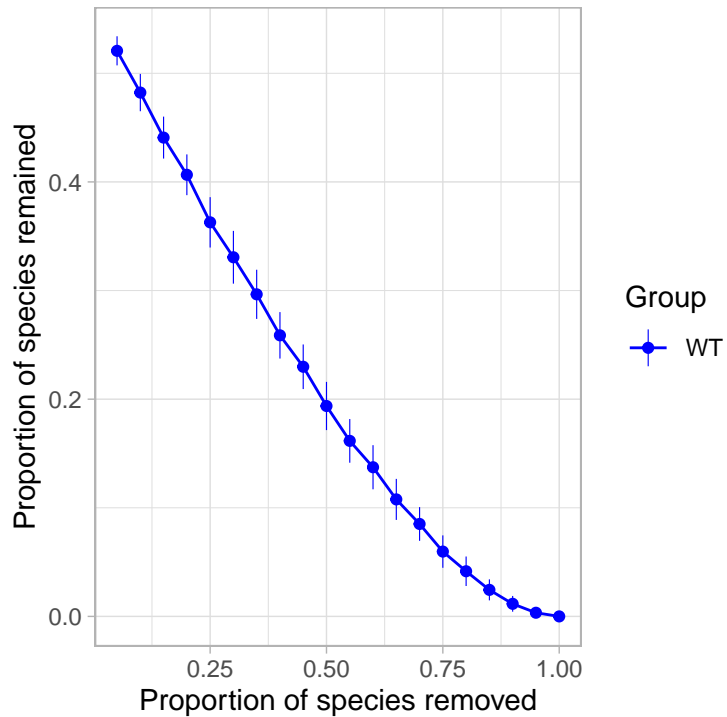 Proportion of species remained
0.4
0.2
0.0
0.25 0.50 0.75 1.00
Proportion of species removed
Group
WT